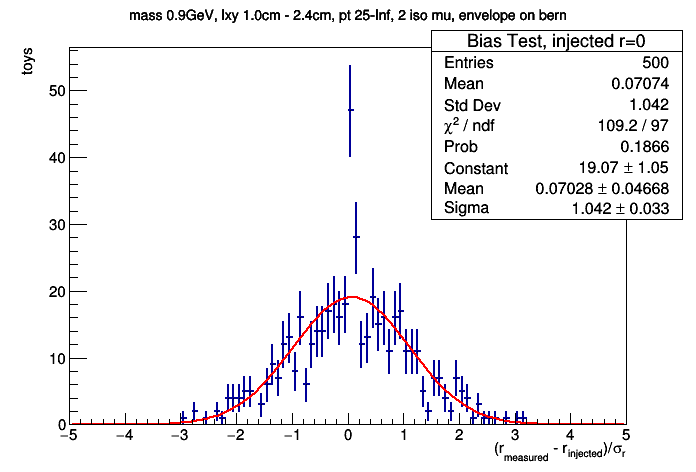 mass 0.9GeV, lxy 1.0cm - 2.4cm, pt 25-Inf, 2 iso mu, envelope on bern
Bias Test, injected r=0
Entries 500
Mean 0.07074
Std Dev 1.042
χ² / ndf 109.2 / 97
Prob 0.1866
Constant 19.07 ± 1.05
Mean 0.07028 ± 0.04668
Sigma 1.042 ± 0.033
toys
50
40
30
20
10
0
−5 −4 −3 −2 −1 0 1 2 3 4 5
(r_measured - r_injected)/σ_r